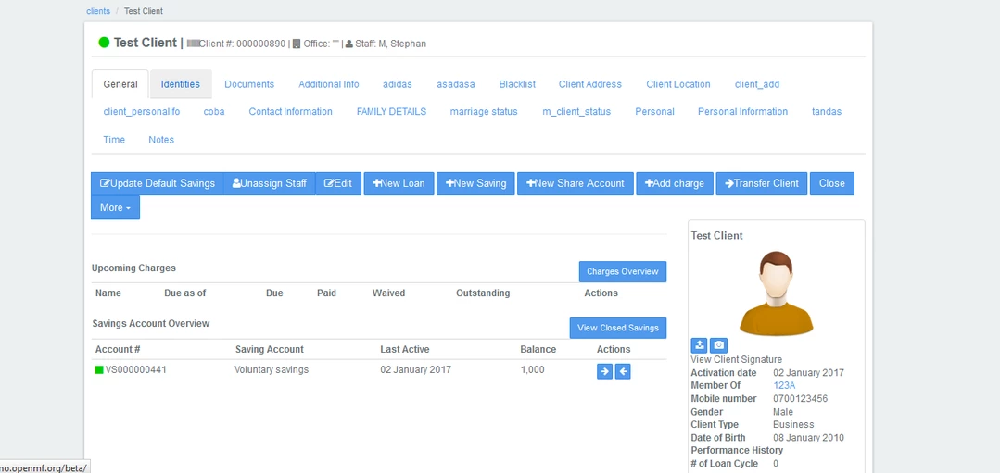 clients / Test Client
Test Client | Client #: 000000890 | Office: "" | Staff: M, Stephan
General Identities Documents Additional Info adidas asadasa Blacklist Client Address Client Location client_add
client_personalifo coba Contact Information FAMILY DETAILS marriage status m_client_status Personal Personal Information tandas
Time Notes
Update Default Savings Unassign Staff Edit +New Loan +New Saving +New Share Account +Add charge Transfer Client Close
More
Test Client
Upcoming Charges Charges Overview
Name Due as of Due Paid Waived Outstanding Actions
Savings Account Overview View Closed Savings
Account # Saving Account Last Active Balance Actions
VS000000441 Voluntary savings 02 January 2017 1,000
View Client Signature
Activation date 02 January 2017
Member Of 123A
Mobile number 0700123456
Gender Male
Client Type Business
Date of Birth 08 January 2010
Performance History
# of Loan Cycle 0
no.openmf.org/beta/